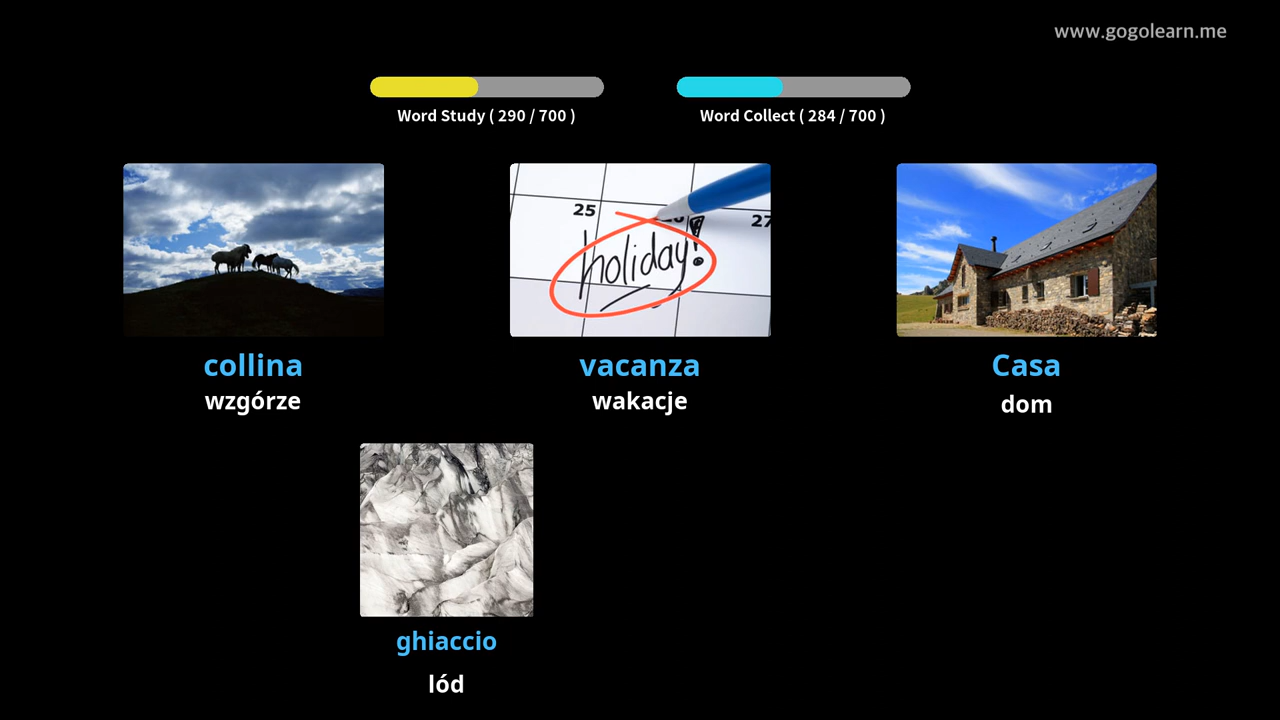 www.gogolearn.me
Word Study ( 290 / 700 )
Word Collect ( 284 / 700 )
25
27
holiday!
collina
wzgórze
vacanza
wakacje
Casa
dom
ghiaccio
lód